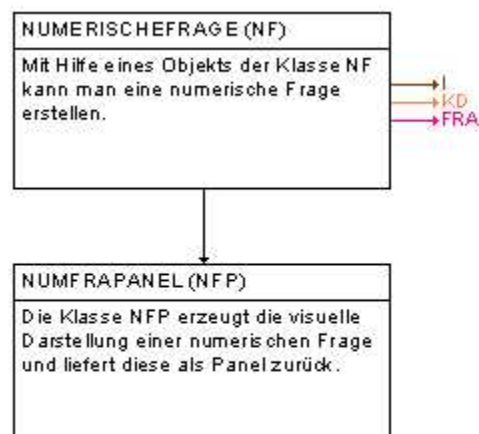 NUMERISCHEFRAGE (NF)
Mit Hilfe eines Objekts der Klasse NF
kann man eine numerische Frage
erstellen.
I
KD
FRA
NUMFRAPANEL (NFP)
Die Klasse NFP erzeugt die visuelle
Darstellung einer numerischen Frage
und liefert diese als Panel zurück.